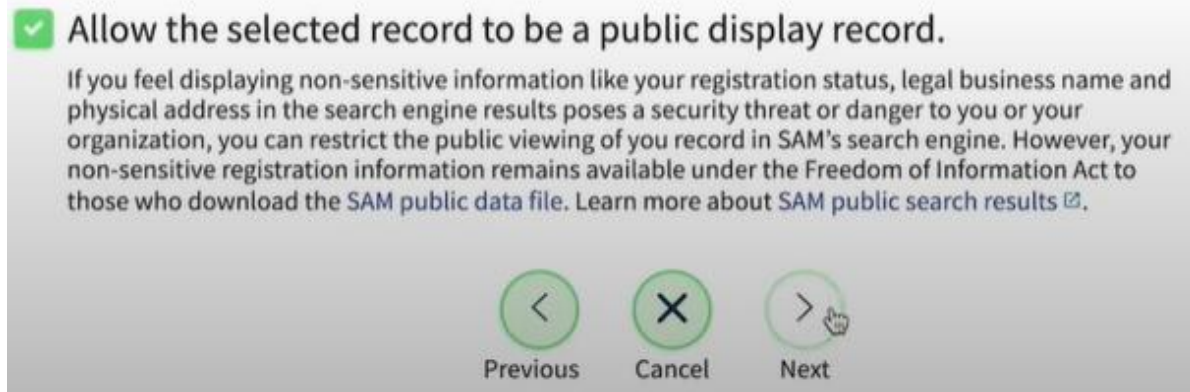 Allow the selected record to be a public display record.
If you feel displaying non-sensitive information like your registration status, legal business name and
physical address in the search engine results poses a security threat or danger to you or your
organization, you can restrict the public viewing of you record in SAM's search engine. However, your
non-sensitive registration information remains available under the Freedom of Information Act to
those who download the SAM public data file. Learn more about SAM public search results.
Previous Cancel Next